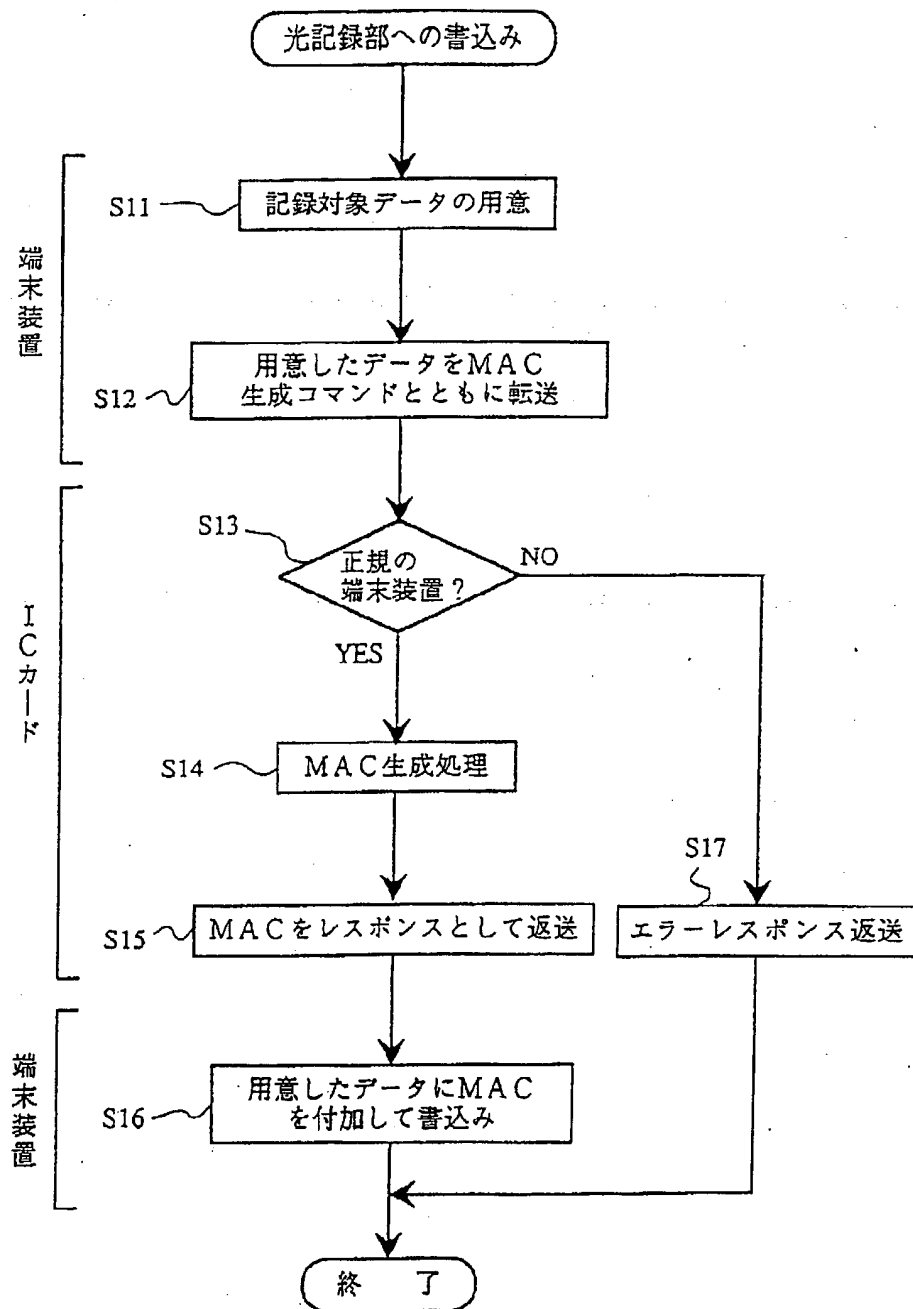 光記録部への書込み
端末装置
S11
記録対象データの用意
S12
用意したデータをMAC
生成コマンドとともに転送
ICカード
S13
正規の
端末装置?
NO
YES
S14
MAC生成処理
S17
S15
MACをレスポンスとして返送
エラーレスポンス返送
端末装置
S16
用意したデータにMAC
を付加して書込み
終 了